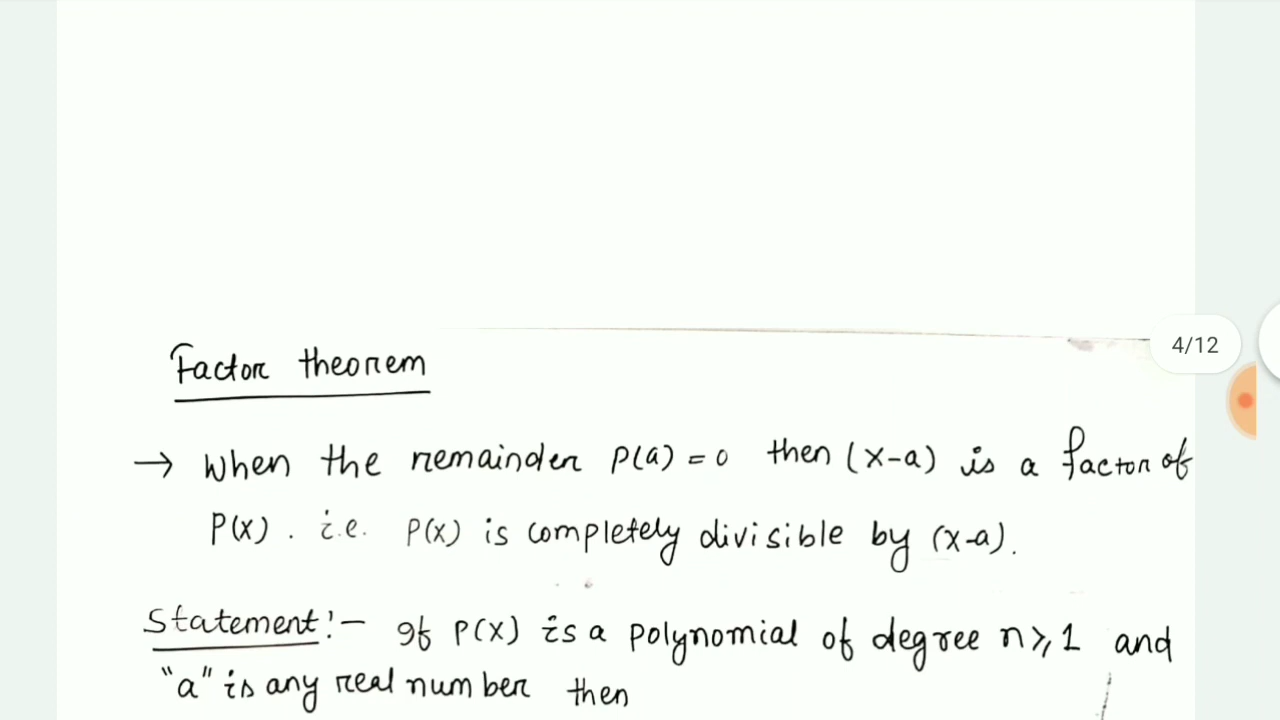 4/12
Factor theorem
→ When the remainder P(a) = 0 then (x-a) is a factor of
P(x). i.e. P(x) is completely divisible by (x-a).
Statement:- If P(x) is a polynomial of degree n≥1 and
"a" is any real number then